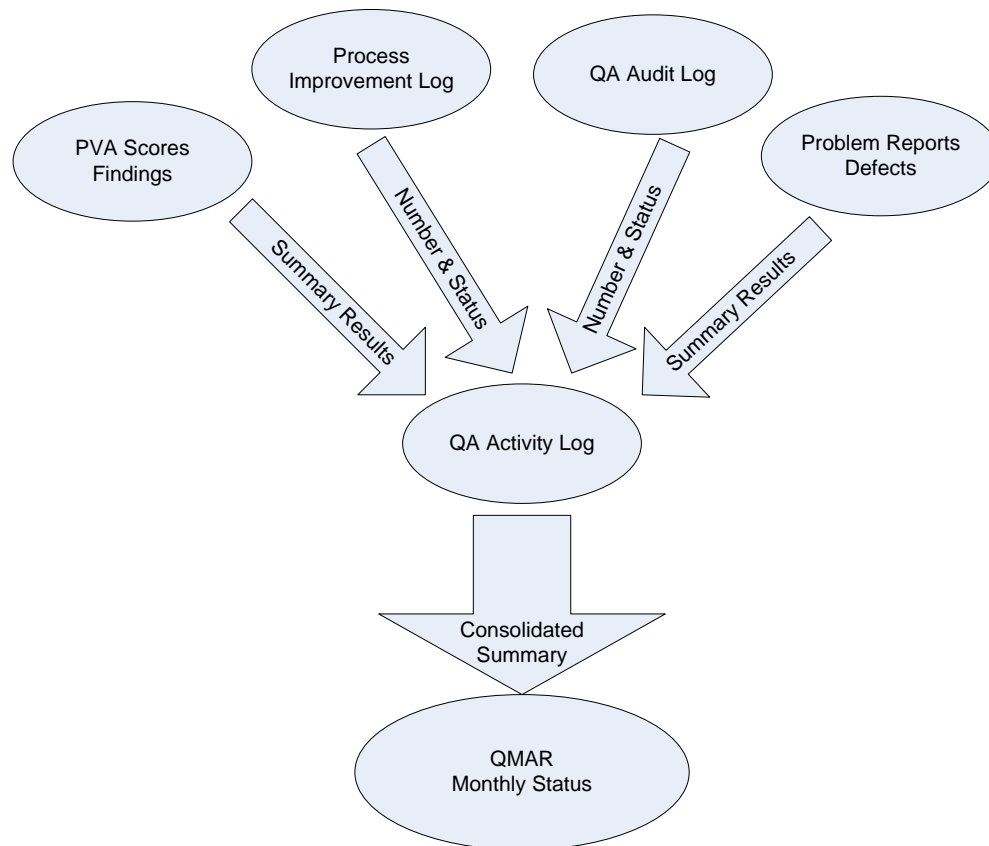 Process
Improvement Log
QA Audit Log
PVA Scores
Findings
Problem Reports
Defects
Summary Results
Number & Status
Number & Status
Summary Results
QA Activity Log
Consolidated
Summary
QMAR
Monthly Status